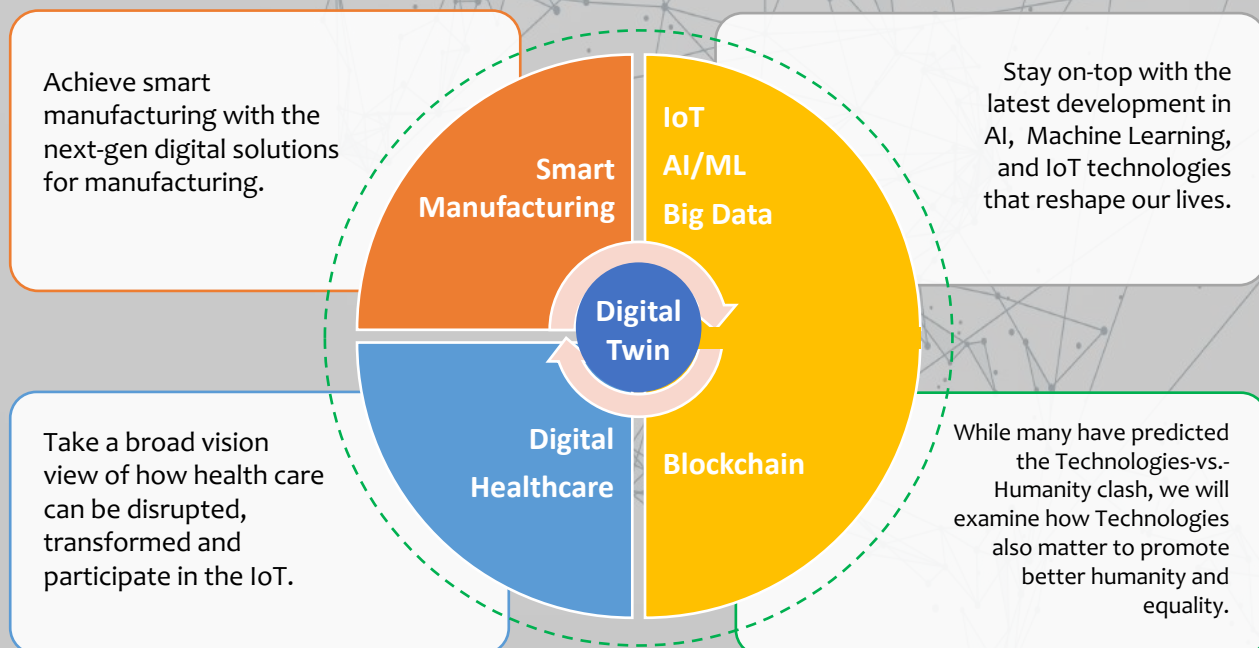 Achieve smart
manufacturing with the
next-gen digital solutions
for manufacturing.
Smart
Manufacturing
IoT
AI/ML
Big Data
Stay on-top with the
latest development in
AI, Machine Learning,
and IoT technologies
that reshape our lives.
Digital
Twin
Take a broad vision
view of how health care
can be disrupted,
transformed and
participate in the IoT.
Digital
Healthcare
Blockchain
While many have predicted
the Technologies-vs.-
Humanity clash, we will
examine how Technologies
also matter to promote
better humanity and
equality.